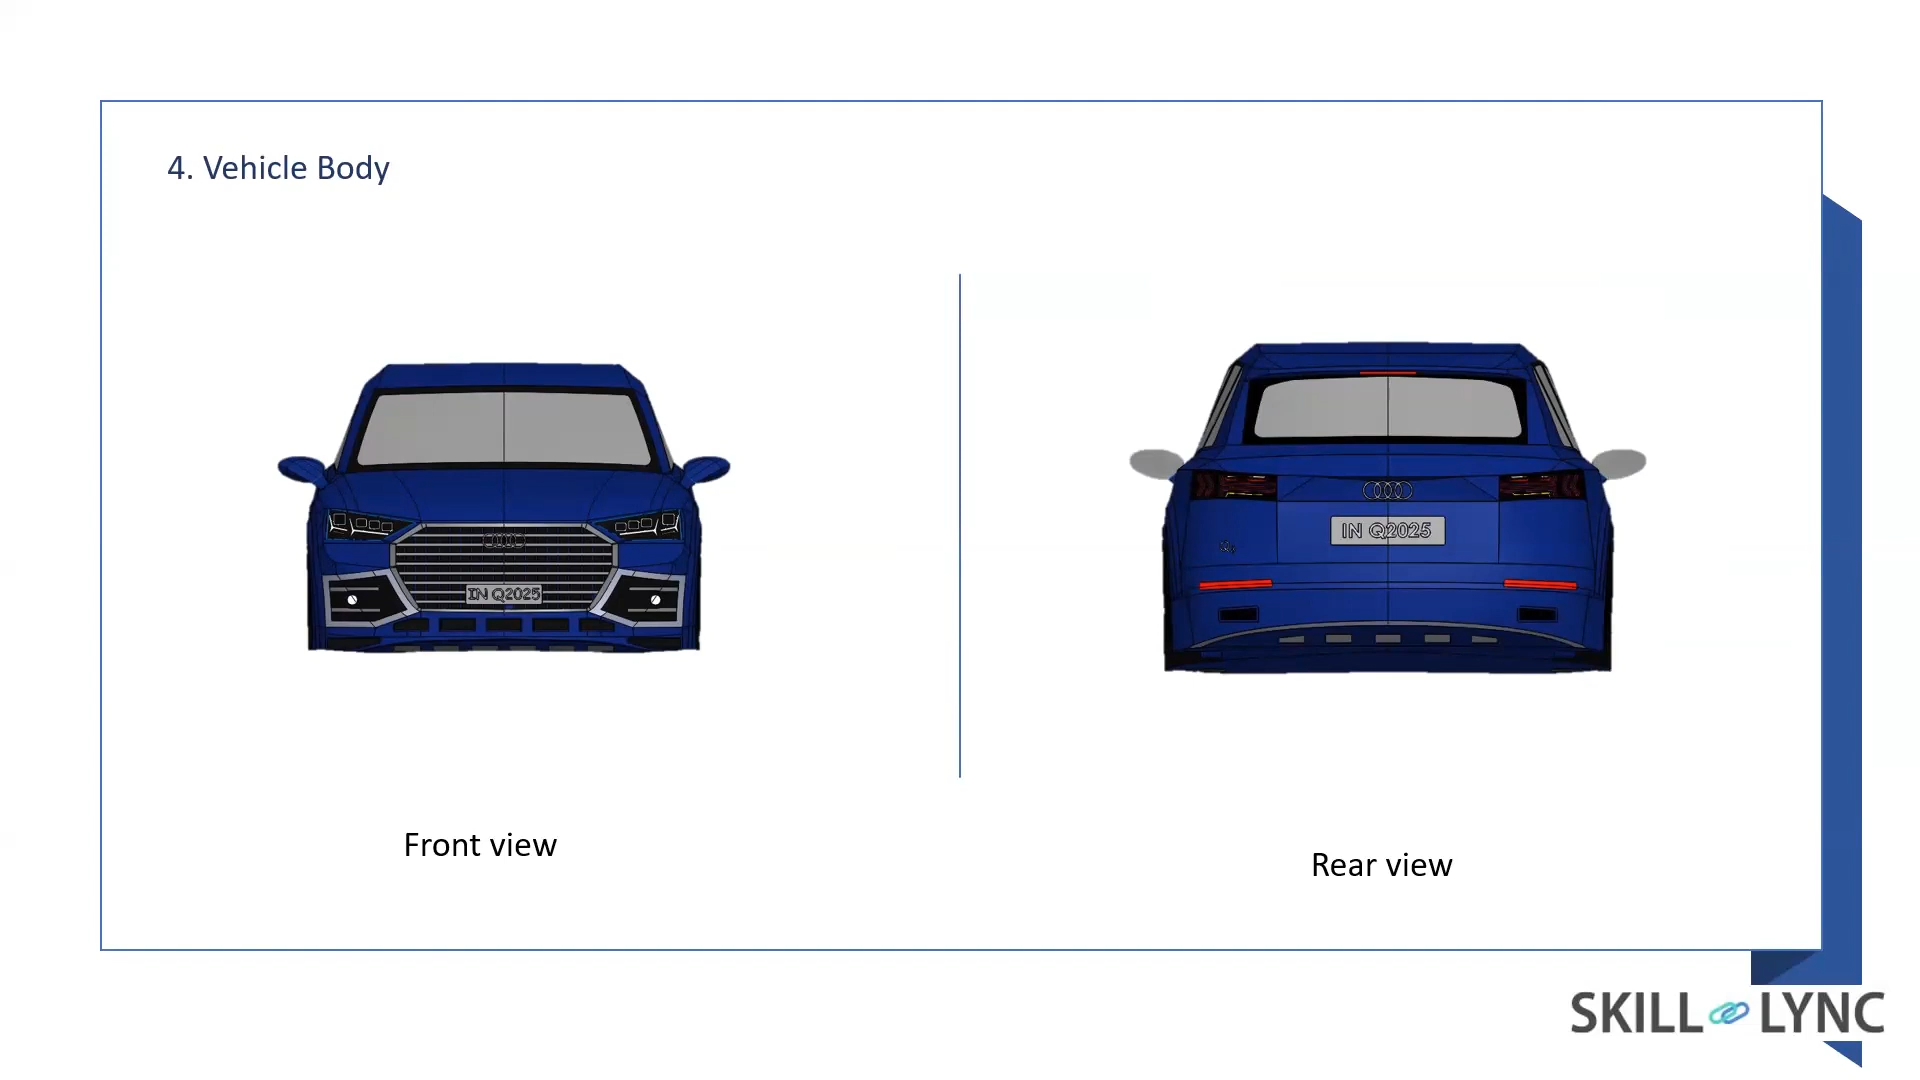 4. Vehicle Body
IN Q2025
IN Q2025
Front view
Rear view
SKILL LYNC